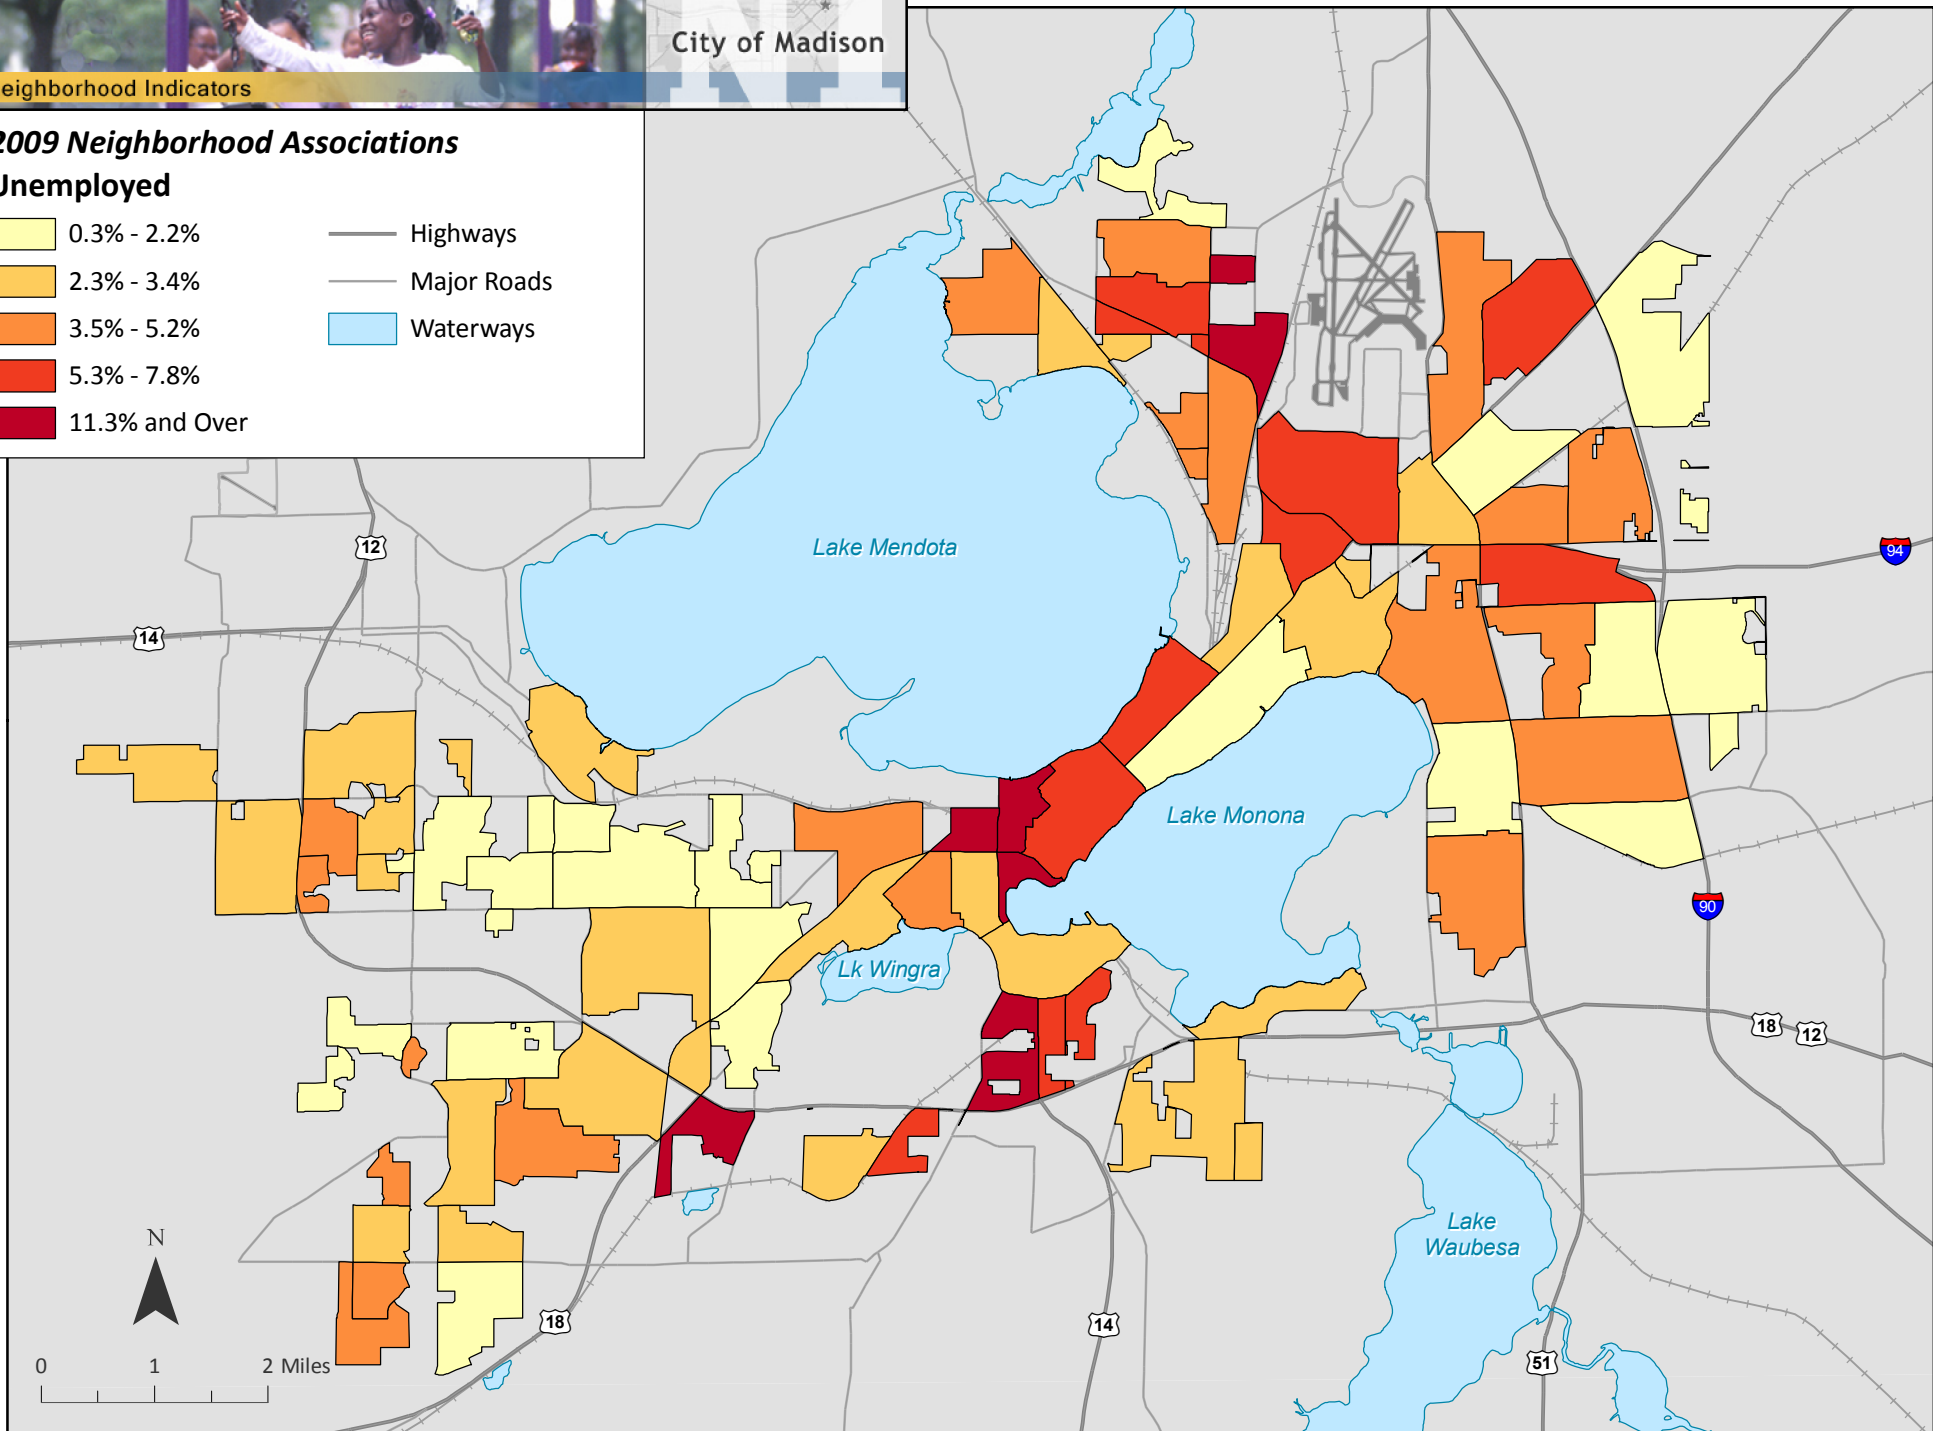 City of Madison
eighborhood Indicators
2009 Neighborhood Associations
Unemployed
0.3% - 2.2%
2.3% - 3.4%
3.5% - 5.2%
5.3% - 7.8%
11.3% and Over
Highways
Major Roads
Waterways
12
14
94
Lake Mendota
Lake Monona
90
Lk Wingra
18
12
Lake
Waubesa
N
18
14
51
0 1 2 Miles